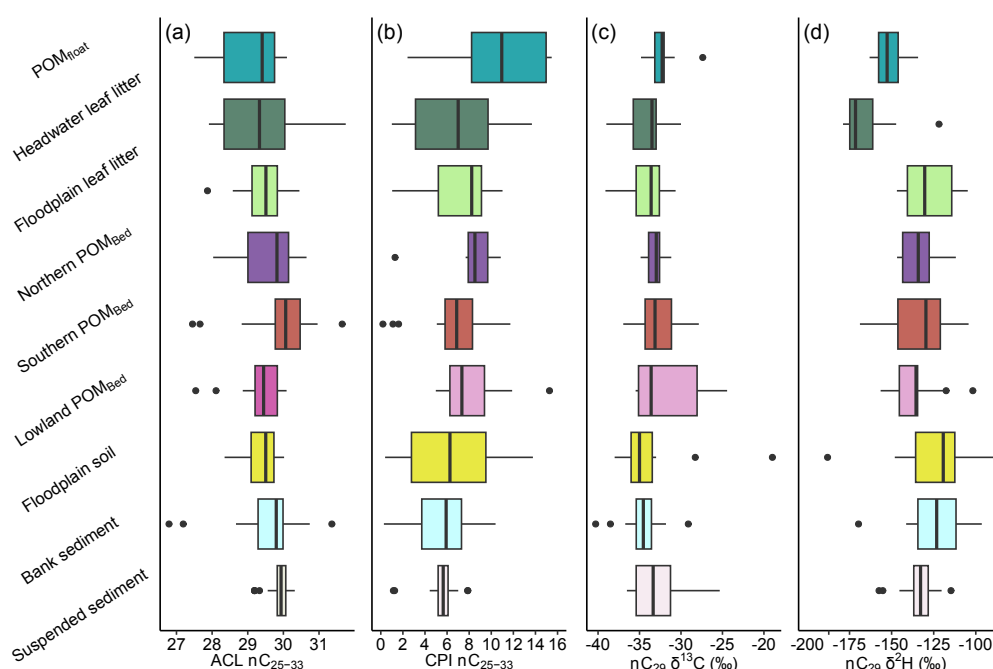 (a) (b) (c) (d)
POMfloat
Headwater leaf litter
Floodplain leaf litter
Northern POMBed
Southern POMBed
Lowland POMBed
Floodplain soil
Bank sediment
Suspended sediment
27 28 29 30 31
0 2 4 6 8 10 12 14 16
-40 -35 -30 -25 -20
-200 -175 -150 -125 -100
ACL nC25−33 CPI nC25−33 nC29 δ13C (‰) nC29 δ2H (‰)